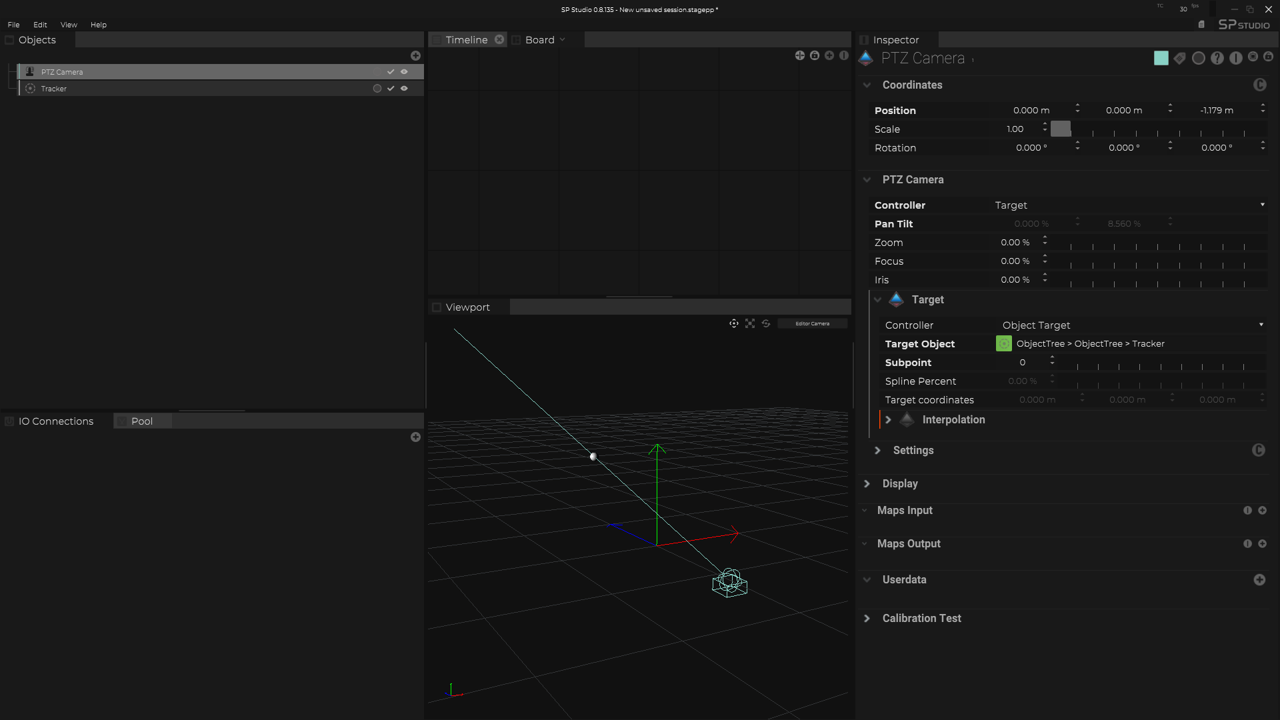 SP Studio 0.8.135 - New unsaved session.stagepp *
TC
30 fps
File Edit View Help
SP STUDIO
Objects
PTZ Camera
Tracker
Timeline Board
Viewport
Editor Camera
IO Connections Pool
Inspector
PTZ Camera
Coordinates
Position 0.000 m 0.000 m -1.179 m
Scale 1.00
Rotation 0.000 ° 0.000 ° 0.000 °
PTZ Camera
Controller Target
Pan Tilt 0.000 % 8.560 %
Zoom 0.00 %
Focus 0.00 %
Iris 0.00 %
Target
Controller Object Target
Target Object ObjectTree > ObjectTree > Tracker
Subpoint 0
Spline Percent 0.00 %
Target coordinates 0.000 m 0.000 m 0.000 m
Interpolation
Settings
Display
Maps Input
Maps Output
Userdata
Calibration Test